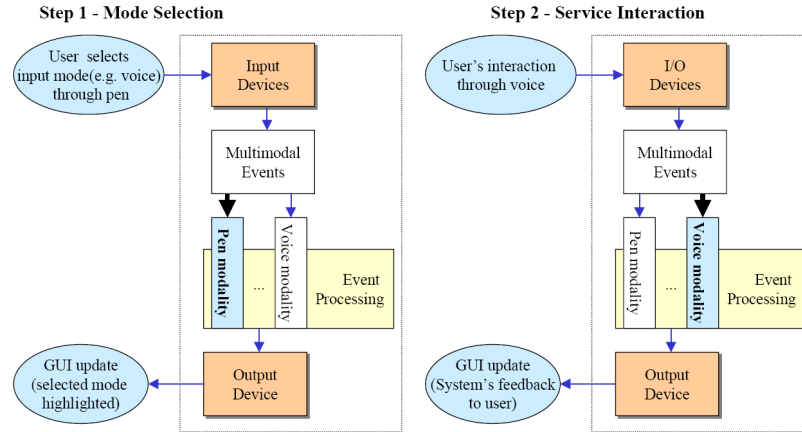 Step 1 - Mode Selection
User selects
input mode(e.g. voice)
through pen
Input
Devices
Multimodal
Events
Pen modality
...
Voice modality
Event
Processing
GUI update
(selected mode
highlighted)
Output
Device
Step 2 - Service Interaction
User's interaction
through voice
I/O
Devices
Multimodal
Events
Pen modality
...
Voice modality
Event
Processing
GUI update
(System's feedback
to user)
Output
Device